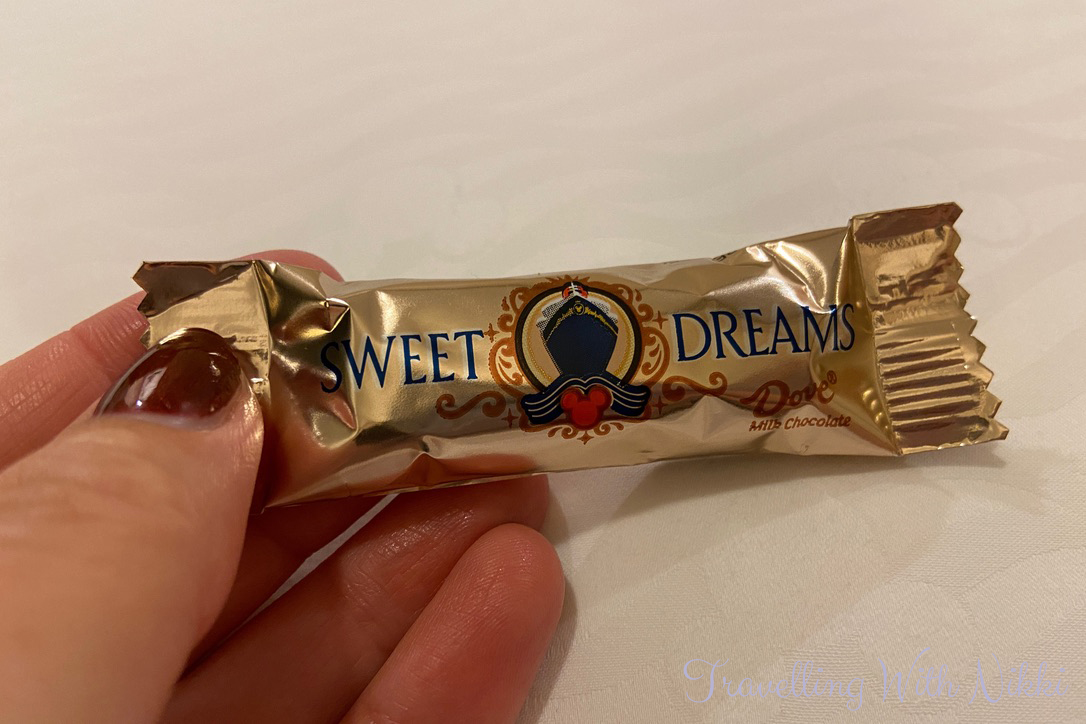 SWEET DREAMS
Dove®
Milk Chocolate
Travelling With Nikki